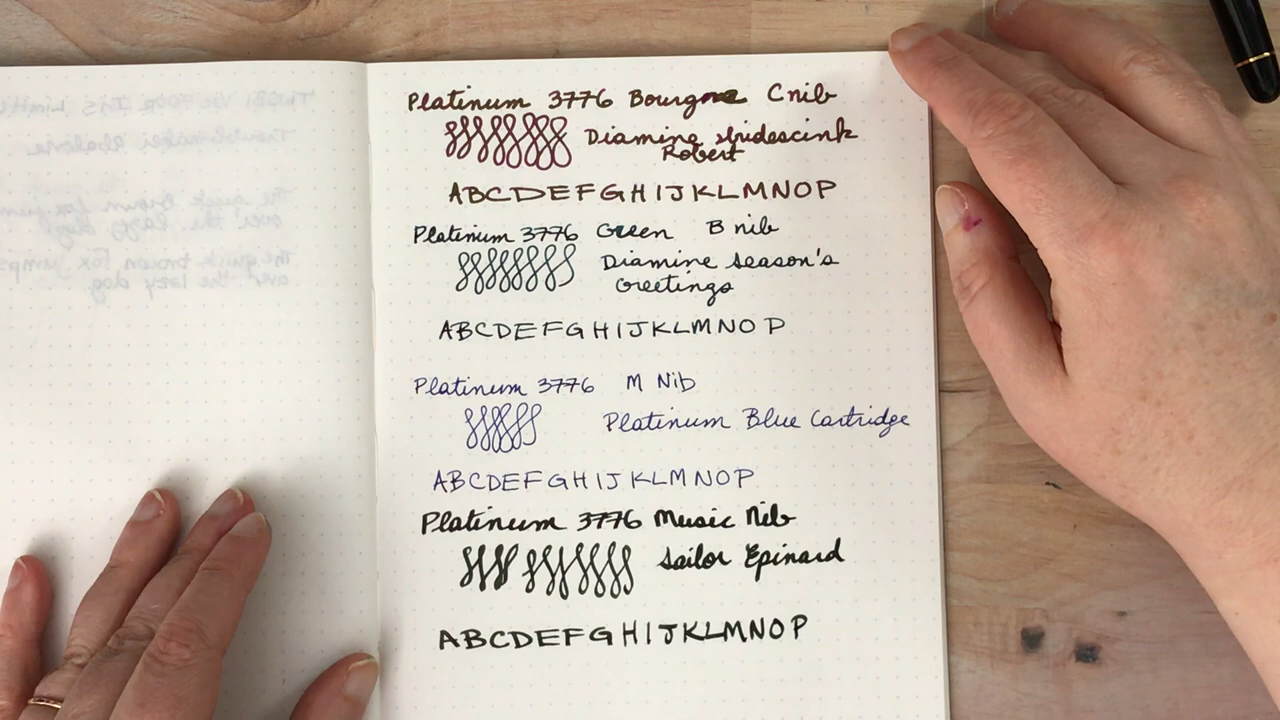 Platinum 3776 Bourgone C nib
Diamine Iridescink
Robert
ABCDEFGHIJKLMNOP
Platinum 3776 Green B nib
Diamine Season's
Greetings
ABCDEFGHIJKLMNOP
Platinum 3776 M Nib
Platinum Blue Cartridge
ABCDEFGHIJKLMNOP
Platinum 3776 Music Nib
Sailor Epinard
ABCDEFGHIJKLMNOP